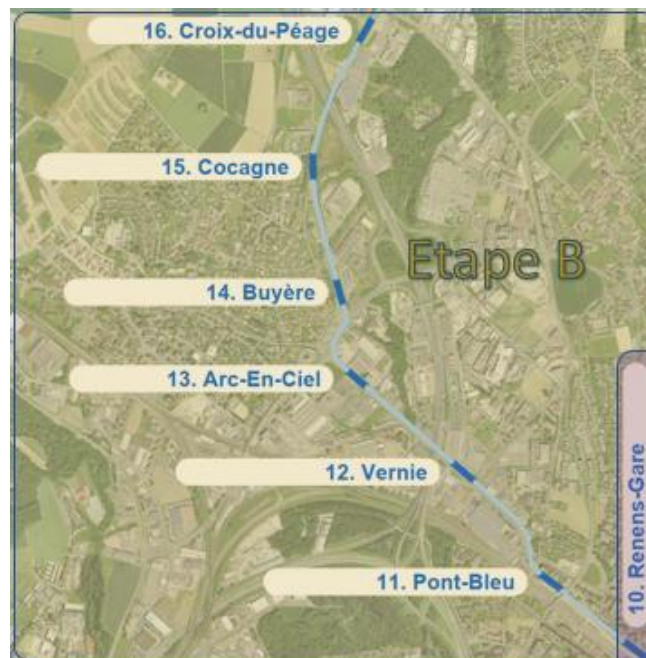 16. Croix-du-Péage
15. Cocagne
Etape B
14. Buyère
13. Arc-En-Ciel
12. Vernie
11. Pont-Bleu
10. Renens-Gare